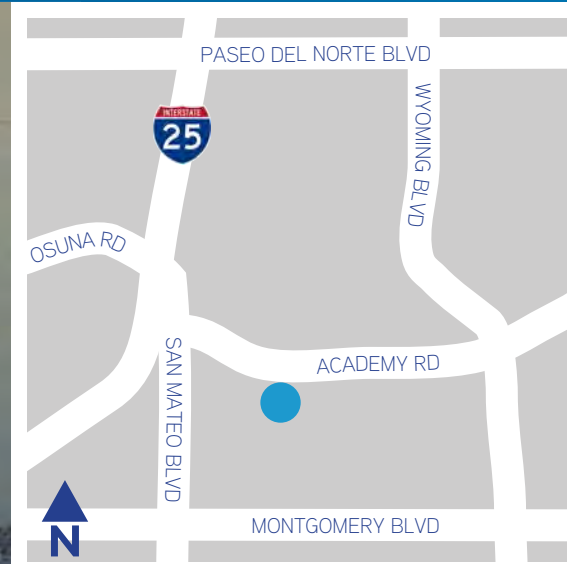 PASEO DEL NORTE BLVD
WYOMING BLVD
INTERSTATE
25
OSUNA RD
SAN MATEO BLVD
ACADEMY RD
MONTGOMERY BLVD
N